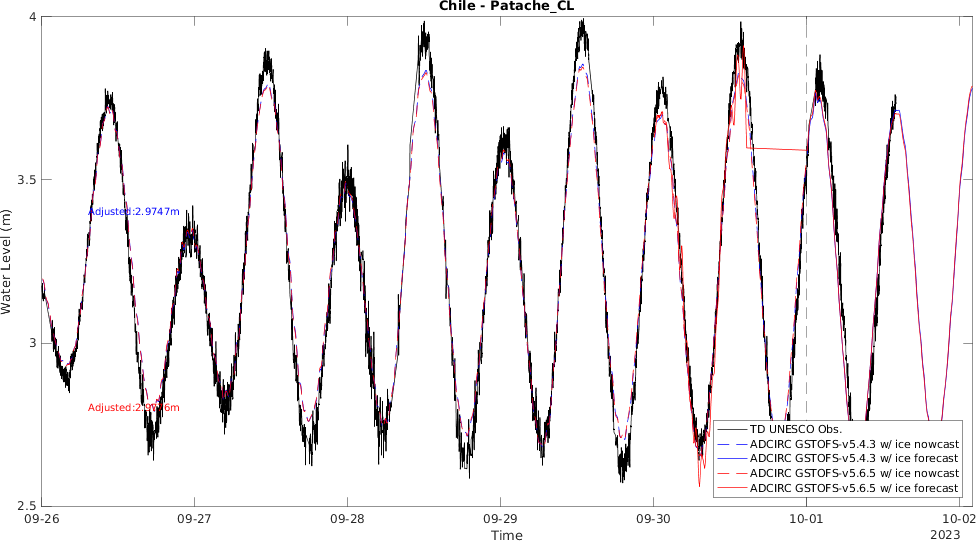 Chile - Patache_CL
4
3.5
3
2.5
Water Level (m)
Adjusted:2.9747m
TD UNESCO Obs.
ADCIRC GSTOFS-v5.4.3 w/ ice nowcast
ADCIRC GSTOFS-v5.4.3 w/ ice forecast
ADCIRC GSTOFS-v5.6.5 w/ ice nowcast
ADCIRC GSTOFS-v5.6.5 w/ ice forecast
09-26 09-27 09-28 09-29 09-30 10-01 10-02
Time
2023